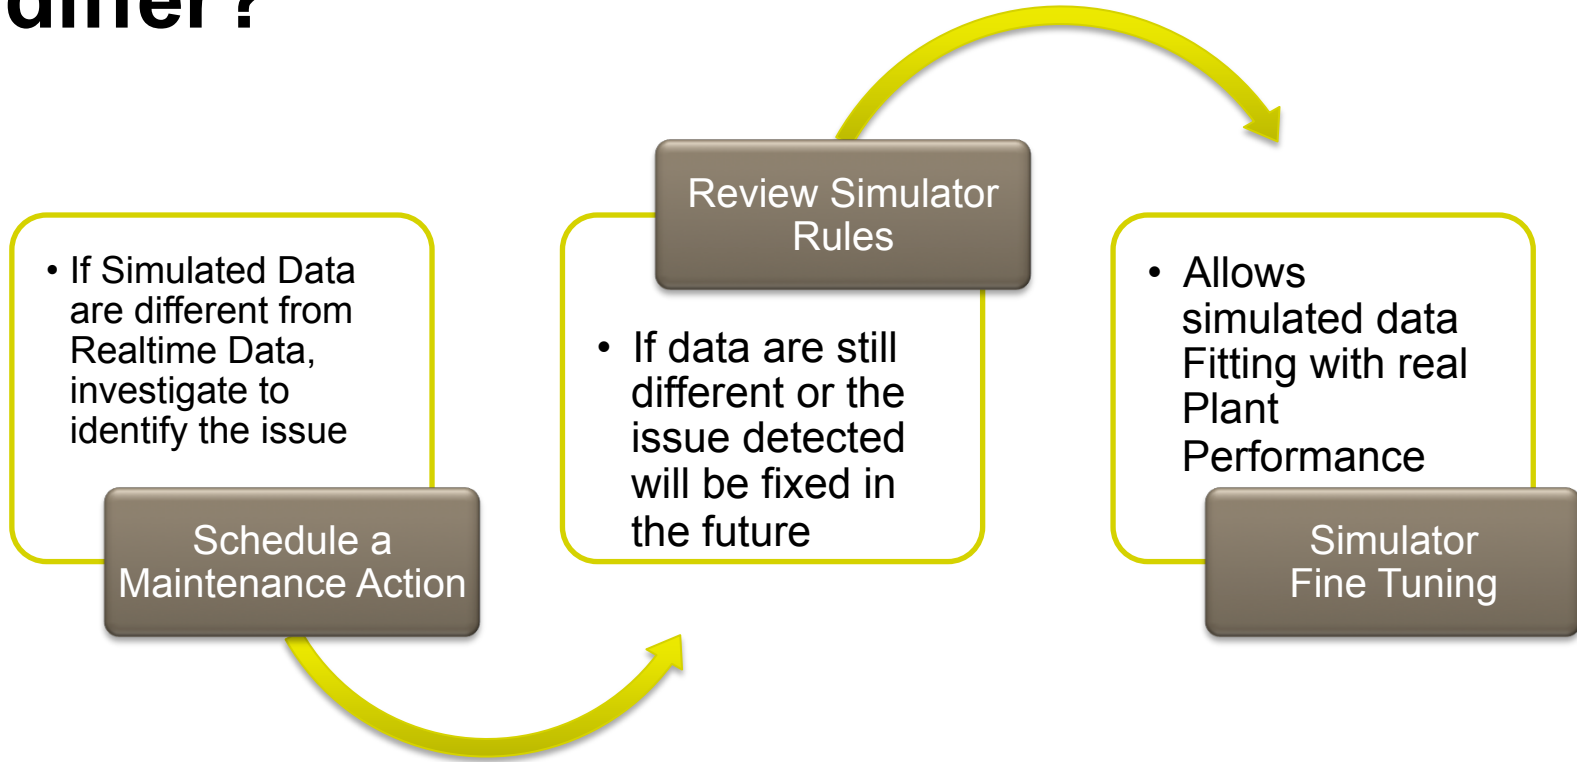 differ?
• If Simulated Data
are different from
Realtime Data,
investigate to
identify the issue
Schedule a
Maintenance Action
Review Simulator
Rules
• If data are still
different or the
issue detected
will be fixed in
the future
• Allows
simulated data
Fitting with real
Plant
Performance
Simulator
Fine Tuning